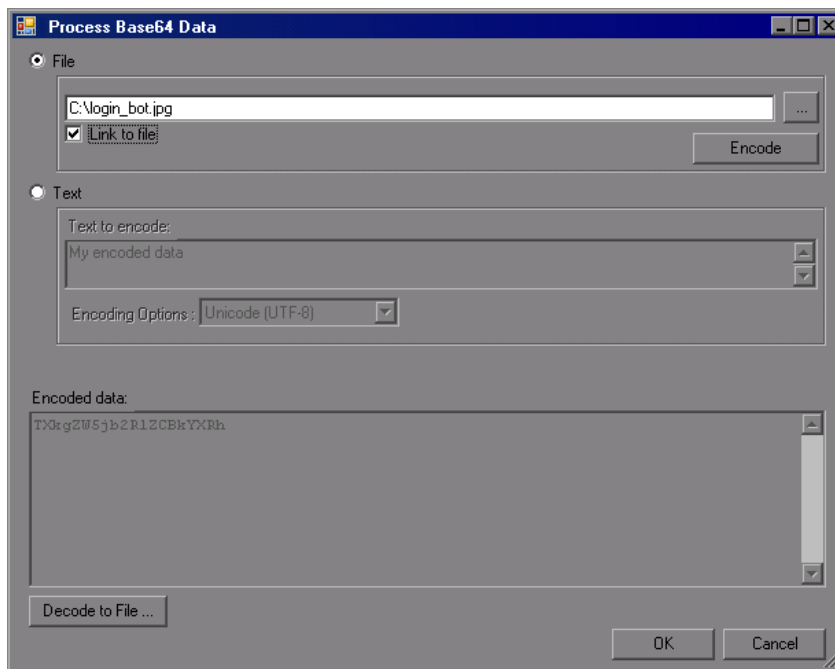 Process Base64 Data
File
C:\login_bot.jpg
...
Link to file
Encode
Text
Text to encode:
My encoded data
Encoding Options : Unicode (UTF-8)
Encoded data:
TXkgZW5jb2RlZCBkYXRh
Decode to File ...
OK Cancel